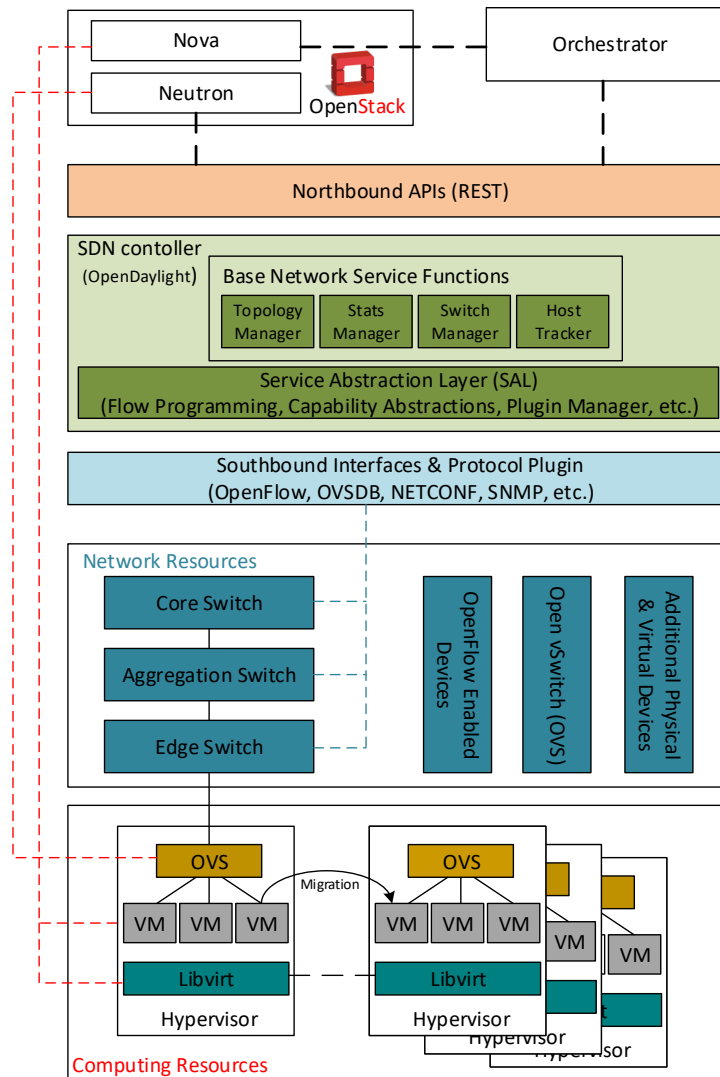 Nova
Orchestrator
Neutron
OpenStack
Northbound APIs (REST)
SDN contoller
(OpenDaylight)
Base Network Service Functions
Topology
Manager
Stats
Manager
Switch
Manager
Host
Tracker
Service Abstraction Layer (SAL)
(Flow Programming, Capability Abstractions, Plugin Manager, etc.)
Southbound Interfaces & Protocol Plugin
(OpenFlow, OVSDB, NETCONF, SNMP, etc.)
Network Resources
Core Switch
Aggregation Switch
Edge Switch
OpenFlow Enabled
Devices
Open vSwitch (OVS)
Additional Physical
& Virtual Devices
OVS
VM
VM
VM
Libvirt
Hypervisor
Migration
OVS
VM
VM
VM
Libvirt
Hypervisor
VM
Hypervisor
VM
t
Hypervisor
Computing Resources